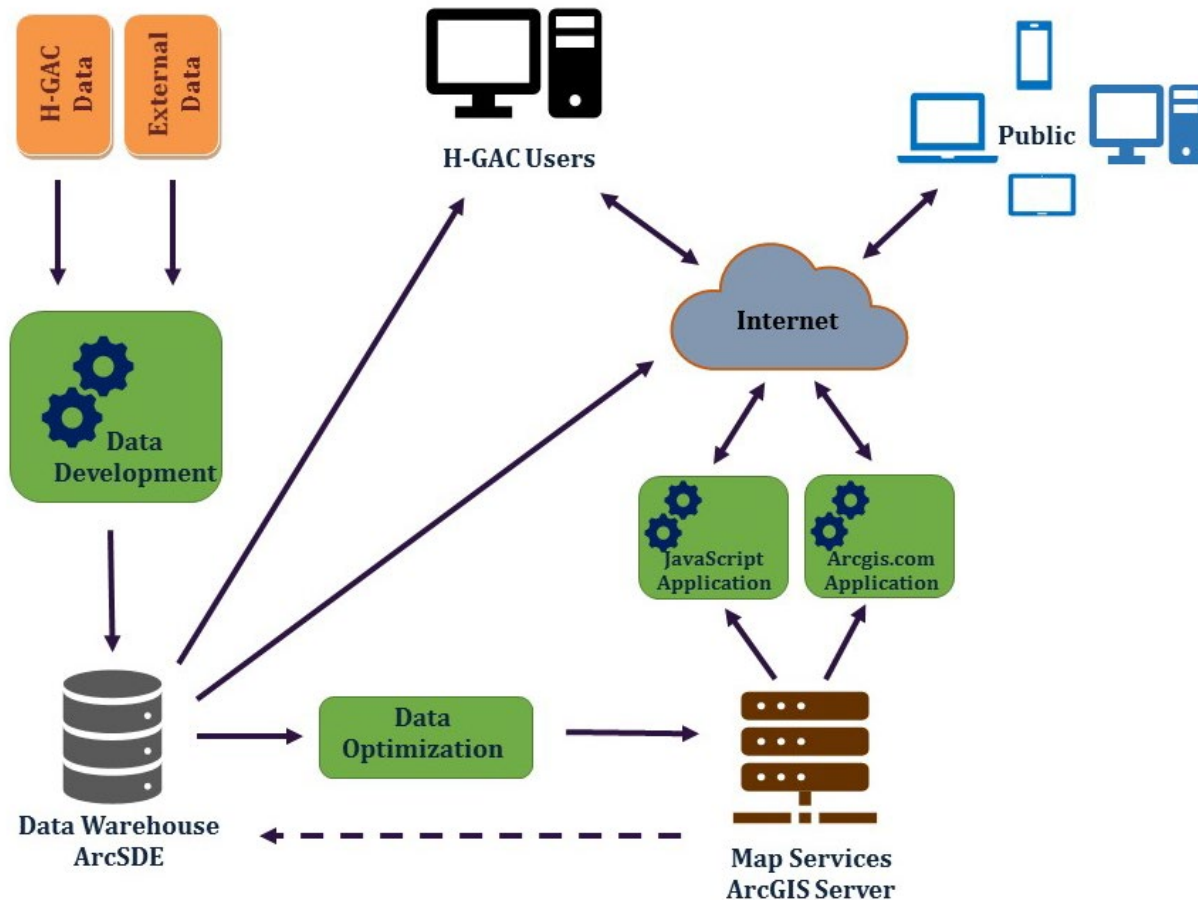 H-GAC
Data
External
Data
H-GAC Users
Public
Internet
Data
Development
JavaScript
Application
Arcgis.com
Application
Data
Optimization
Data Warehouse
ArcSDE
Map Services
ArcGIS Server